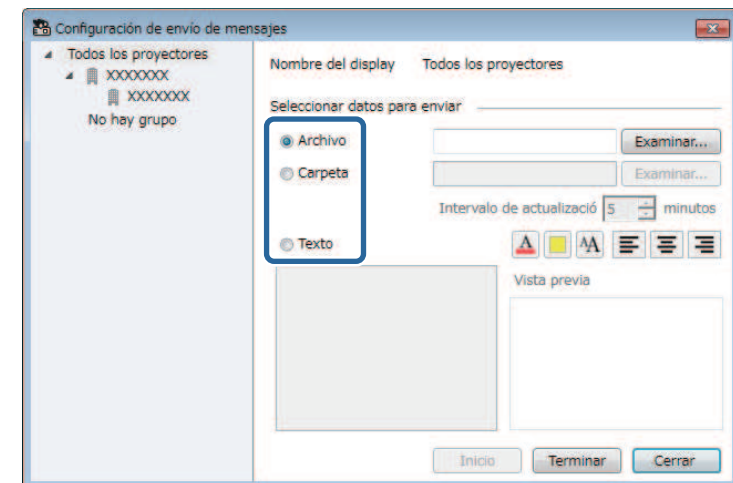 Configuración de envío de mensajes
Todos los proyectores
XXXXXXX
XXXXXXX
No hay grupo
Nombre del display Todos los proyectores
Seleccionar datos para enviar
Archivo Examinar...
Carpeta Examinar...
Intervalo de actualizació 5 minutos
Texto A AA
Vista previa
Inicio Terminar Cerrar